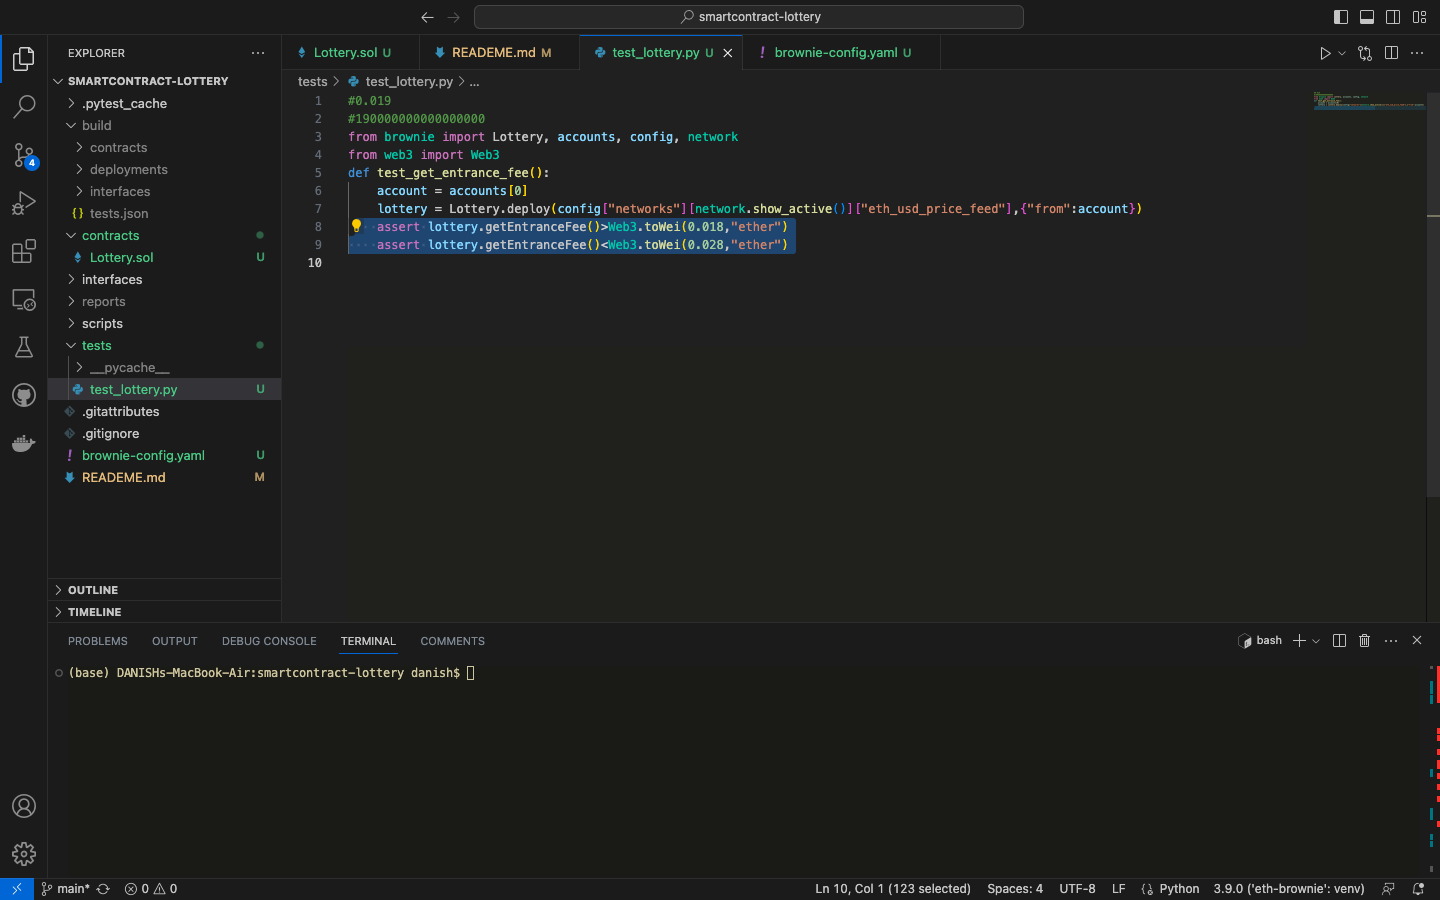 smartcontract-lottery
EXPLORER
SMARTCONTRACT-LOTTERY
.pytest_cache
build
contracts
deployments
interfaces
{} tests.json
contracts
Lottery.sol U
interfaces
reports
scripts
tests
__pycache__
test_lottery.py U
.gitattributes
.gitignore
! brownie-config.yaml U
READEME.md M
OUTLINE
TIMELINE
Lottery.sol U
READEME.md M
test_lottery.py U
! brownie-config.yaml U
tests > test_lottery.py > ...
1 #0.019
2 #190000000000000000
3 from brownie import Lottery, accounts, config, network
4 from web3 import Web3
5 def test_get_entrance_fee():
6 account = accounts[0]
7 lottery = Lottery.deploy(config["networks"][network.show_active()]["eth_usd_price_feed"],{"from":account})
8 assert lottery.getEntranceFee()>Web3.toWei(0.018,"ether")
9 assert lottery.getEntranceFee()<Web3.toWei(0.028,"ether")
10
PROBLEMS OUTPUT DEBUG CONSOLE TERMINAL COMMENTS
bash
(base) DANISHs-MacBook-Air:smartcontract-lottery danish$
4
main* 0 0
Ln 10, Col 1 (123 selected) Spaces: 4 UTF-8 LF {} Python 3.9.0 ('eth-brownie': venv)